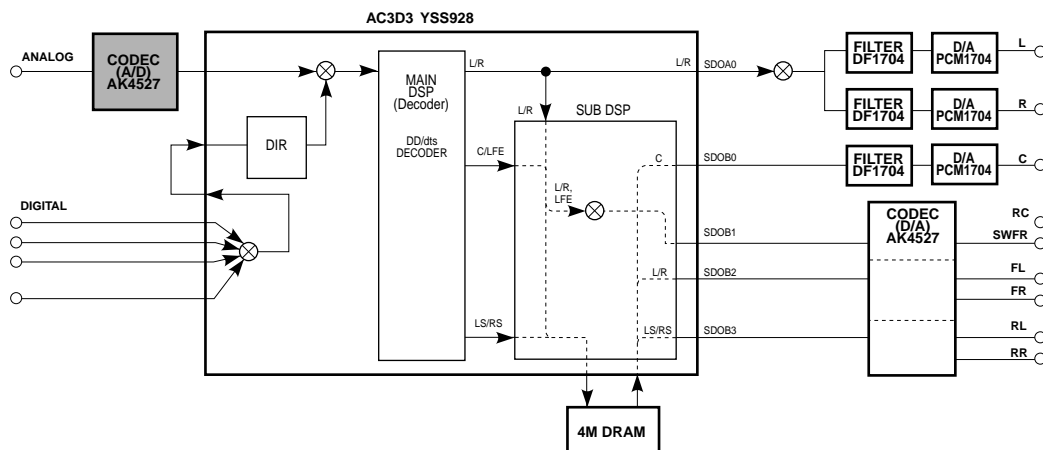 AC3D3 YSS928
ANALOG
CODEC
(A/D)
AK4527
MAIN
DSP
(Decoder)
DD/dts
DECODER
DIR
DIGITAL
L/R
L/R
SDOA0
L/R
SUB DSP
C/LFE
C
SDOB0
L/R,
LFE
SDOB1
L/R
SDOB2
LS/RS
LS/RS
SDOB3
4M DRAM
FILTER
DF1704
D/A
PCM1704
L
FILTER
DF1704
D/A
PCM1704
R
FILTER
DF1704
D/A
PCM1704
C
CODEC
(D/A)
AK4527
RC
SWFR
FL
FR
RL
RR